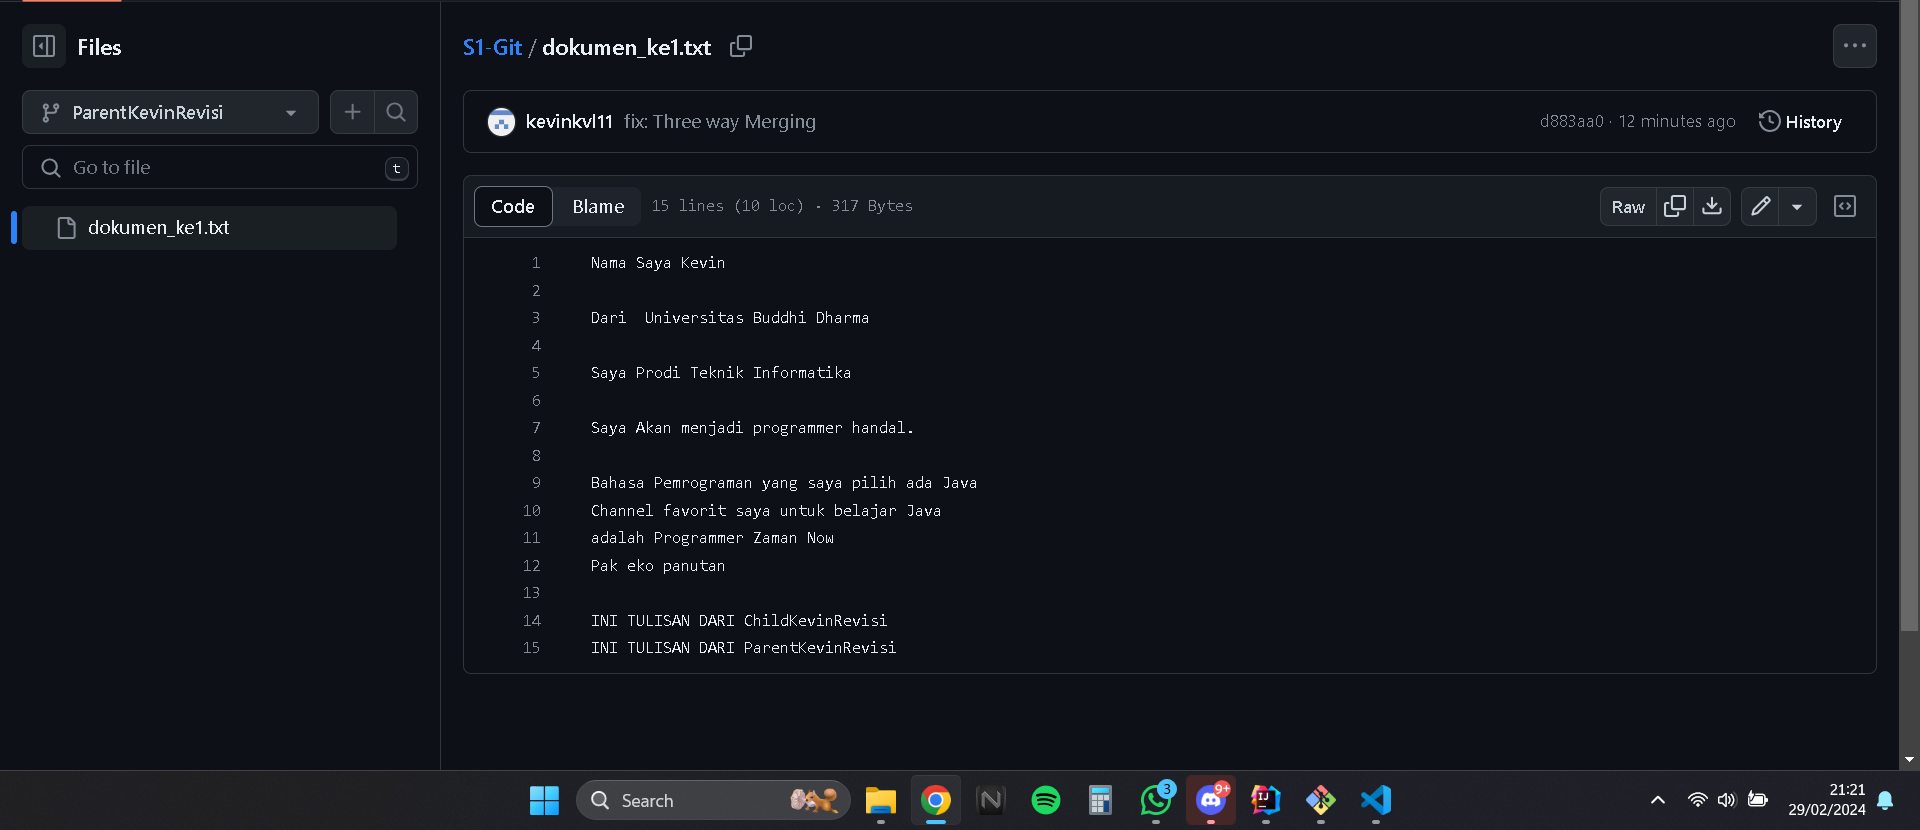 Files
S1-Git / dokumen_ke1.txt
ParentKevinRevisi
Go to file
t
dokumen_ke1.txt
kevinkvl11 fix: Three way Merging
d883aa0 · 12 minutes ago
History
Code
Blame
15 lines (10 loc) · 317 Bytes
Raw
1 Nama Saya Kevin
2
3 Dari  Universitas Buddhi Dharma
4
5 Saya Prodi Teknik Informatika
6
7 Saya Akan menjadi programmer handal.
8
9 Bahasa Pemrograman yang saya pilih ada Java
10 Channel favorit saya untuk belajar Java
11 adalah Programmer Zaman Now
12 Pak eko panutan
13
14 INI TULISAN DARI ChildKevinRevisi
15 INI TULISAN DARI ParentKevinRevisi
Search
N
3
9+
IJ
21:21
29/02/2024